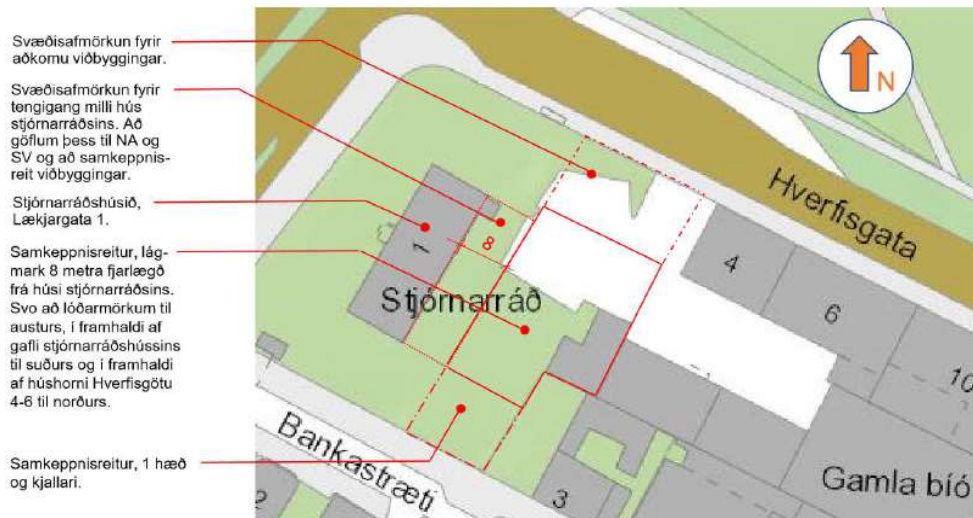 Svæðisafmörkun fyrir
aðkomu viðbyggingar.
Svæðisafmörkun fyrir
tengigang milli hús
stjórnarráðsins. Að
göflum þess til NA og
SV og að samkeppnis-
reit viðbyggingar.
Stjórnarráðshúsið,
Lækjargata 1.
Samkeppnisreitur, lág-
mark 8 metra fjarlægð
frá húsi stjórnarráðsins.
Svo að lóðarmörkum til
austurs, í framhaldi af
gafli stjórnarráðshússins
til suðurs og í framhaldi
af húshorni Hverfisgötu
4-6 til norðurs.
Samkeppnisreitur, 1 hæð
og kjallari.
N
Hverfisgata
1
8
4
Stjórnarráð
6
10
Bankastræti
Gamla bíó
3
2